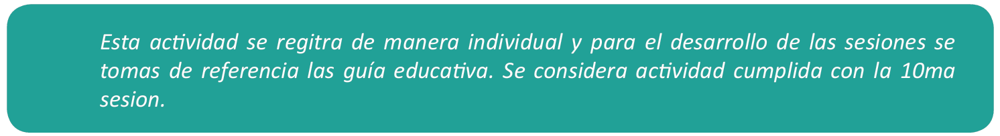 Esta actividad se regitra de manera individual y para el desarrollo de las sesiones se
tomas de referencia las guía educativa. Se considera actividad cumplida con la 10ma
sesion.